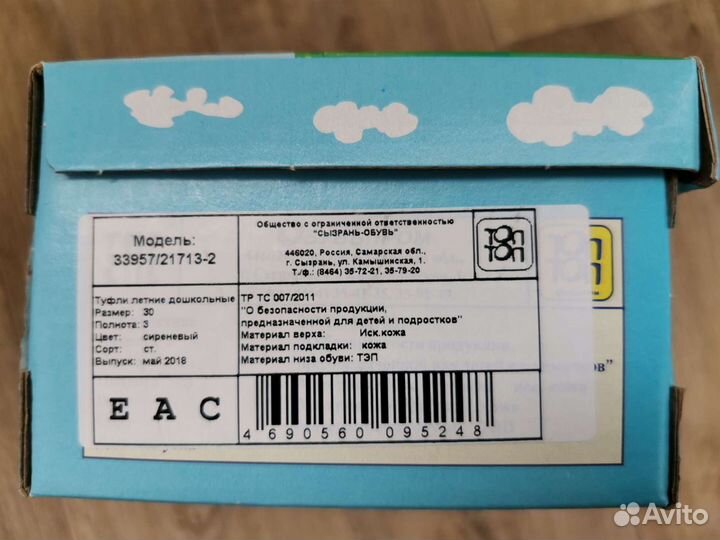 Модель:
33957/21713-2
Общество с ограниченной ответственностью
"СЫЗРАНЬ-ОБУВЬ"
446020, Россия, Самарская обл.,
г. Сызрань, ул. Камышинская, 1.
Т./ф.: (8464) 35-72-21, 35-79-20
ТОП
ТОП
Туфли летние дошкольные
Размер: 30
Полнота: 3
Цвет: сиреневый
Сорт: ст.
Выпуск: май 2018
ТР ТС 007/2011
"О безопасности продукции,
предназначенной для детей и подростков"
Материал верха: Иск.кожа
Материал подкладки: кожа
Материал низа обуви: ТЭП
ЕАС
4 690560 095248
Avito